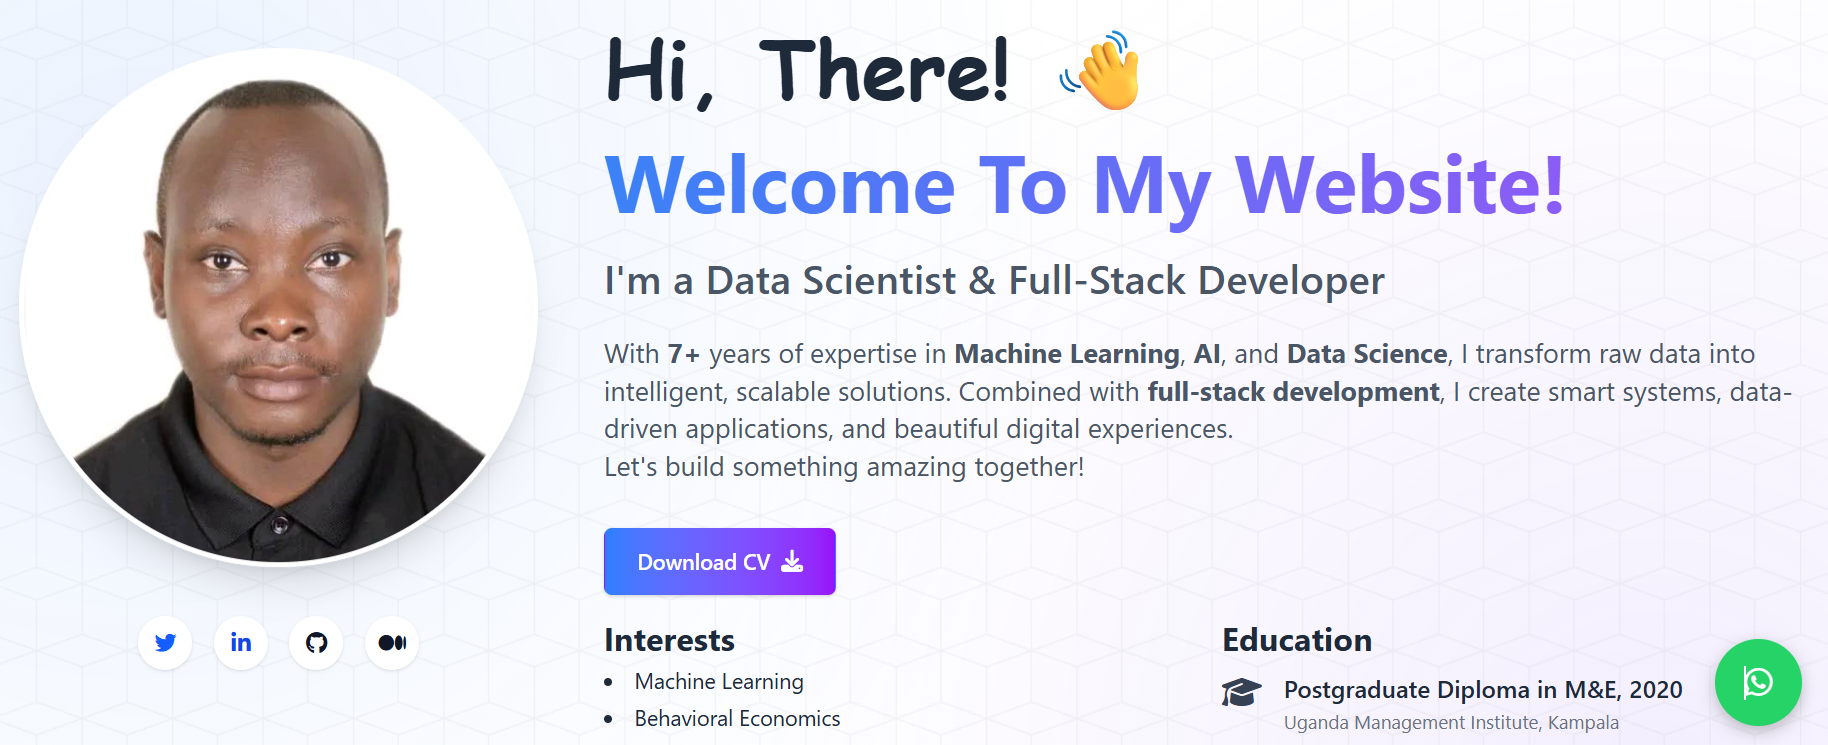 Hi, There!
Welcome To My Website!
I'm a Data Scientist & Full-Stack Developer
With 7+ years of expertise in Machine Learning, AI, and Data Science, I transform raw data into
intelligent, scalable solutions. Combined with full-stack development, I create smart systems, data-
driven applications, and beautiful digital experiences.
Let's build something amazing together!
Download CV
in
Interests
Machine Learning
Behavioral Economics
Education
Postgraduate Diploma in M&E, 2020
Uganda Management Institute, Kampala